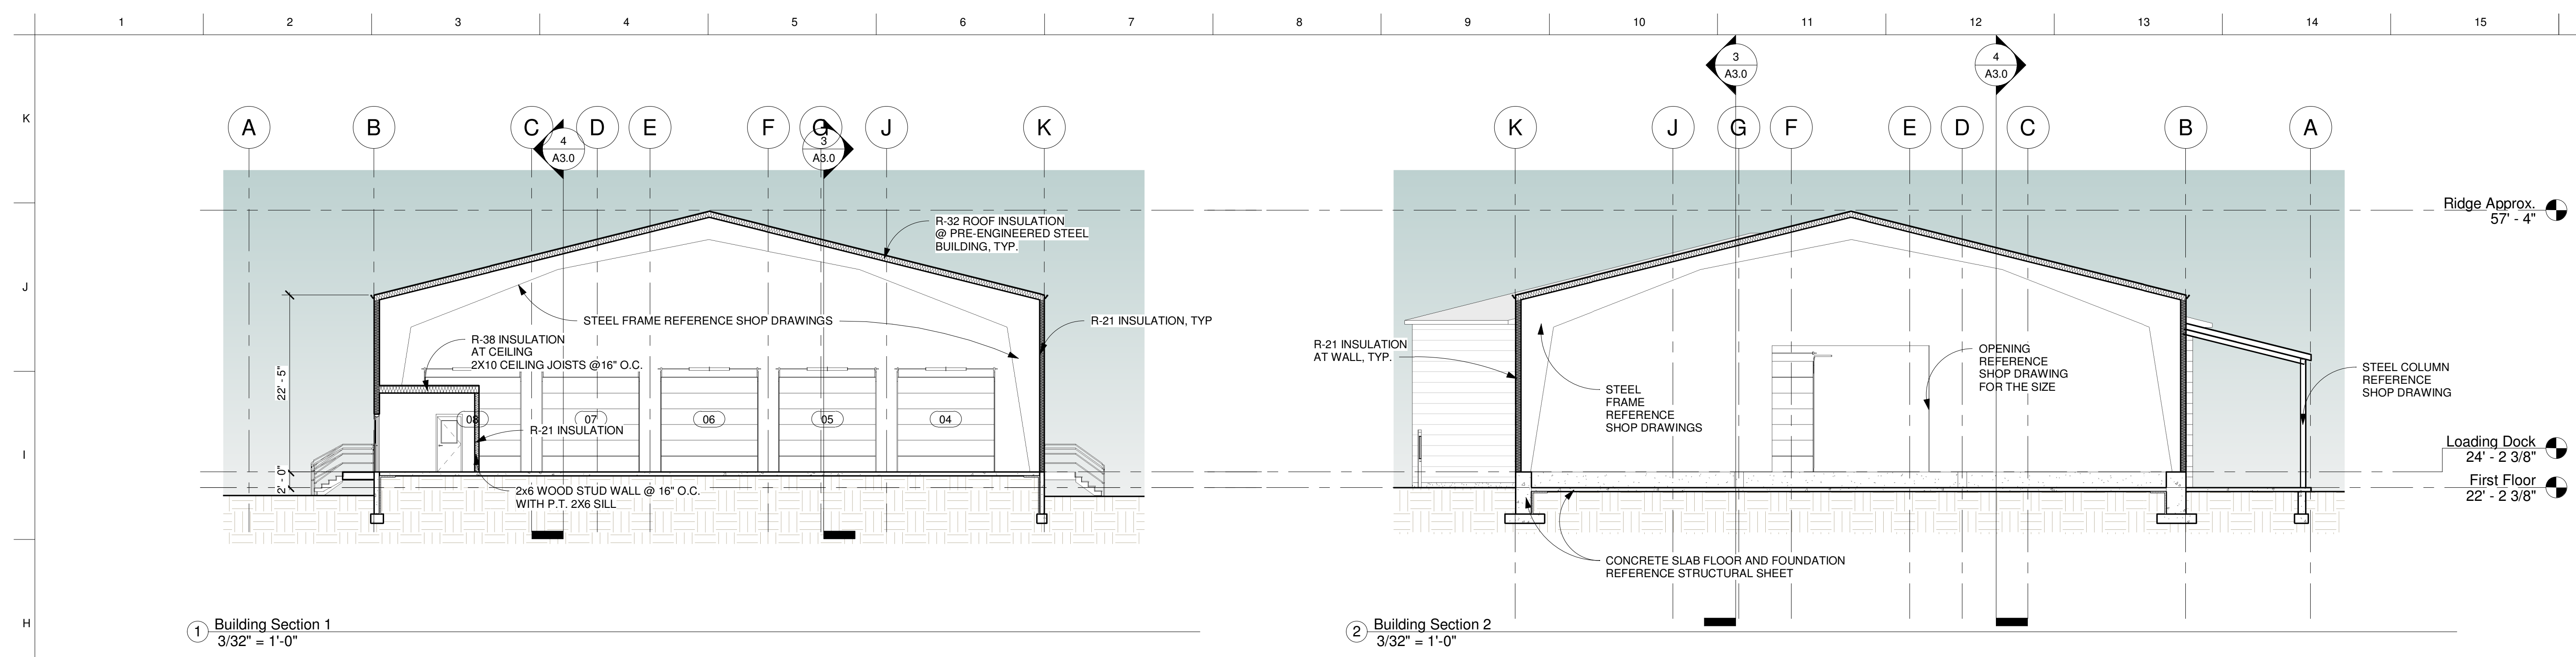 1 2 3 4 5 6 7 8 9 10 11 12 13 14 15
3
A3.0
4
A3.0
K
A B C D E F G J K
4
A3.0
3
A3.0
K J G F E D C B A
Ridge Approx.
57' - 4"
R-32 ROOF INSULATION
@ PRE-ENGINEERED STEEL
BUILDING, TYP.
J
STEEL FRAME REFERENCE SHOP DRAWINGS
R-21 INSULATION, TYP
R-38 INSULATION
AT CEILING
2X10 CEILING JOISTS @16" O.C.
22' - 5"
R-21 INSULATION
AT WALL, TYP.
OPENING
REFERENCE
SHOP DRAWING
FOR THE SIZE
STEEL COLUMN
REFERENCE
SHOP DRAWING
STEEL
FRAME
REFERENCE
SHOP DRAWINGS
08 07 06 05 04
R-21 INSULATION
I
Loading Dock
24' - 2 3/8"
2' - 0"
First Floor
22' - 2 3/8"
2x6 WOOD STUD WALL @ 16" O.C.
WITH P.T. 2X6 SILL
CONCRETE SLAB FLOOR AND FOUNDATION
REFERENCE STRUCTURAL SHEET
H
1 Building Section 1
3/32" = 1'-0"
2 Building Section 2
3/32" = 1'-0"